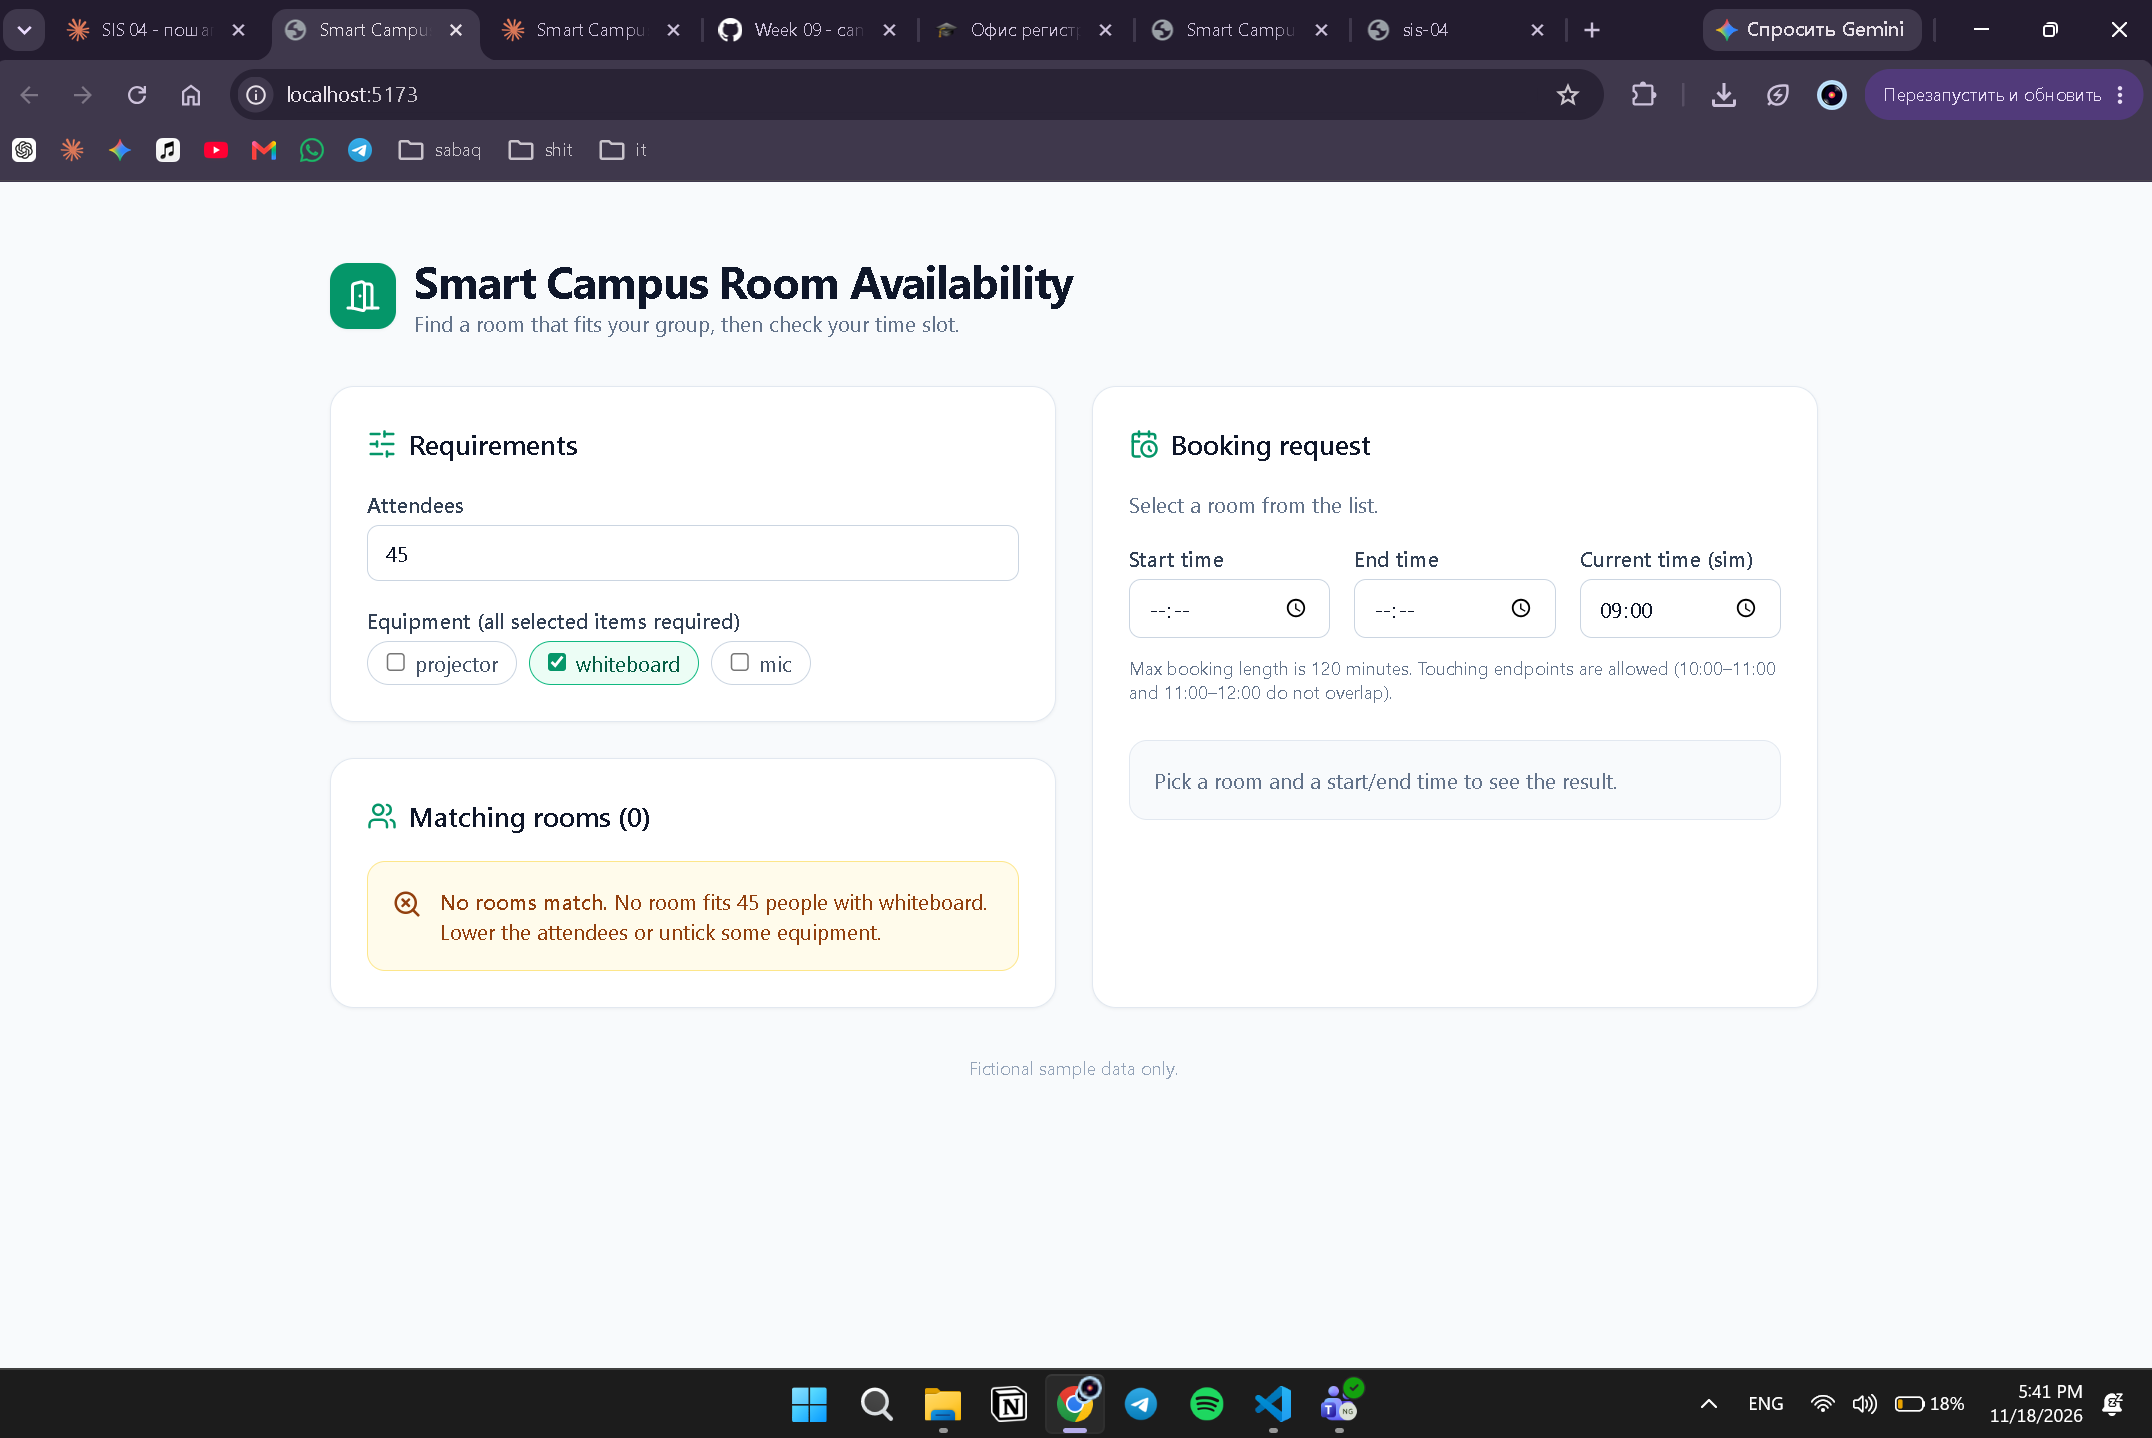 SIS 04 - пошаг
Smart Campu
Smart Campu
Week 09 - can
Офис регистр
Smart Campu
sis-04
Спросить Gemini
localhost:5173
Перезапустить и обновить
sabaq
shit
it
Smart Campus Room Availability
Find a room that fits your group, then check your time slot.
Requirements
Attendees
45
Equipment (all selected items required)
projector
whiteboard
mic
Matching rooms (0)
No rooms match. No room fits 45 people with whiteboard.
Lower the attendees or untick some equipment.
Booking request
Select a room from the list.
Start time
End time
Current time (sim)
--:--
--:--
09:00
Max booking length is 120 minutes. Touching endpoints are allowed (10:00–11:00
and 11:00–12:00 do not overlap).
Pick a room and a start/end time to see the result.
Fictional sample data only.
ENG
18%
5:41 PM
11/18/2026